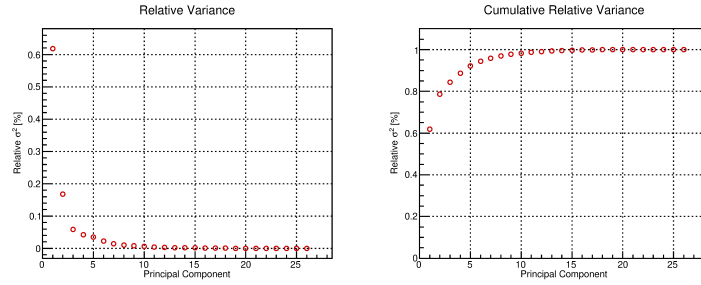 Relative Variance
Relative σ² [%]
0.6
0.5
0.4
0.3
0.2
0.1
0
0 5 10 15 20 25
Principal Component
Cumulative Relative Variance
Relative σ² [%]
1
0.8
0.6
0.4
0.2
0
0 5 10 15 20 25
Principal Component